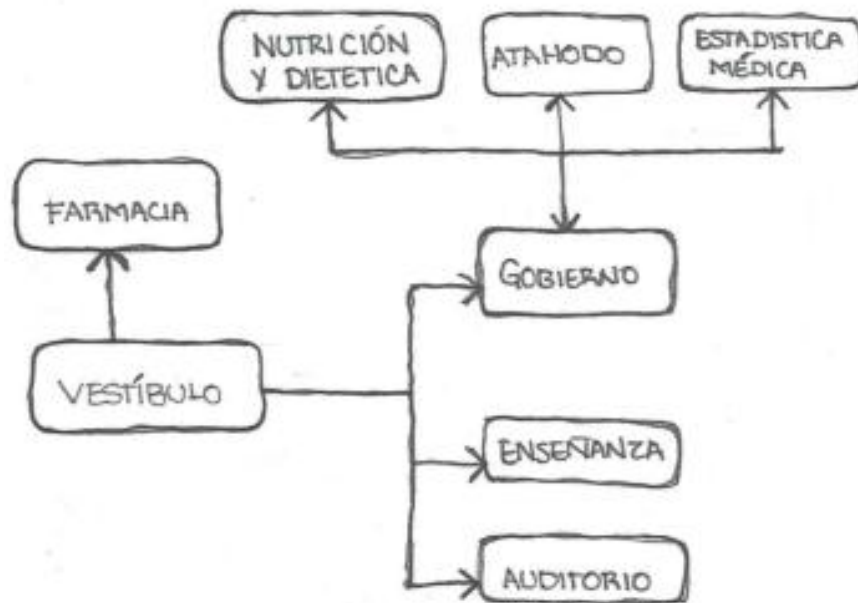 NUTRICIÓN
Y DIETETICA
ATAHODO
ESTADISTICA
MÉDICA
FARMACIA
GOBIERNO
VESTÍBULO
ENSEÑANZA
AUDITORIO